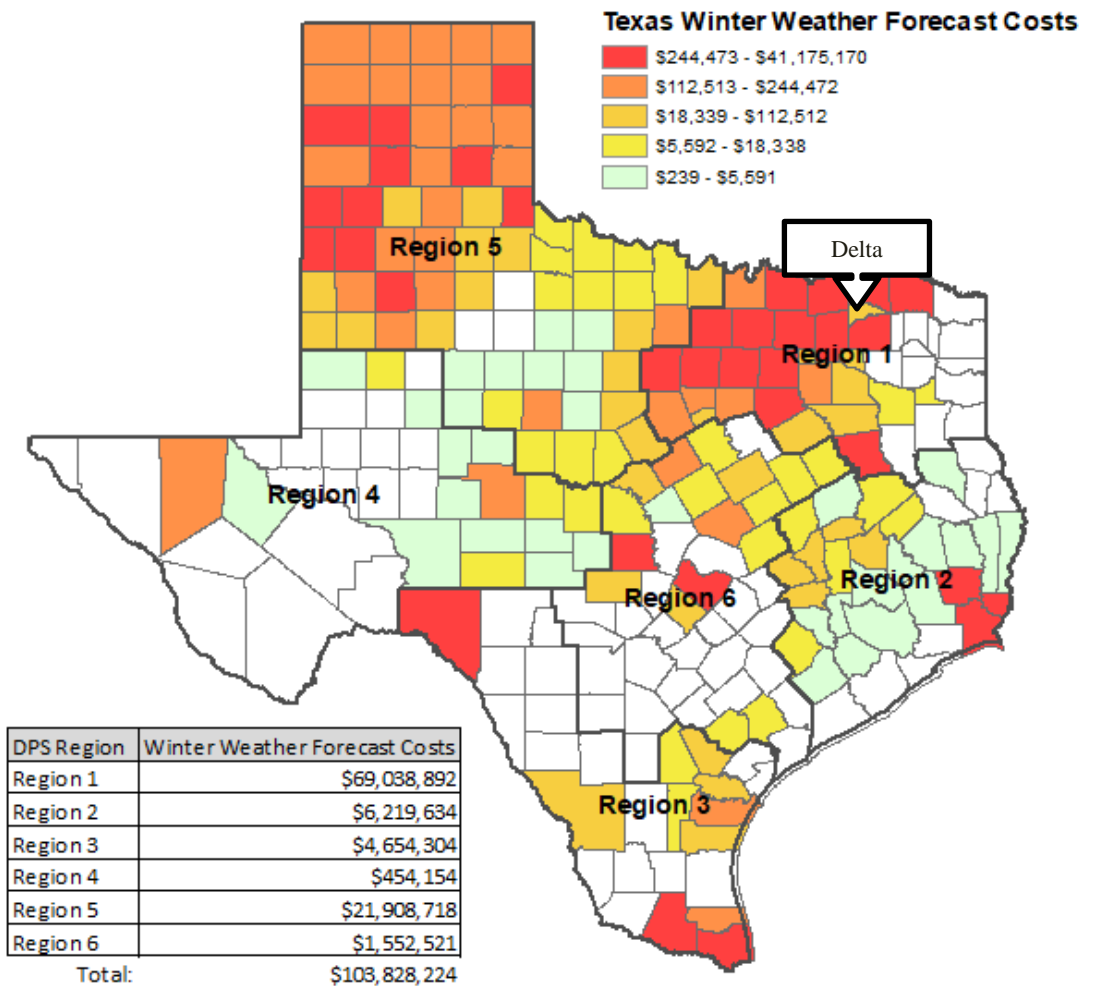 Texas Winter Weather Forecast Costs
$244,473 - $41,175,170
$112,513 - $244,472
$18,339 - $112,512
$5,592 - $18,338
$239 - $5,591
Delta
Region 5
Region 1
Region 4
Region 2
Region 6
Region 3
DPS Region Winter Weather Forecast Costs
Region 1 $69,038,892
Region 2 $6,219,634
Region 3 $4,654,304
Region 4 $454,154
Region 5 $21,908,718
Region 6 $1,552,521
Total: $103,828,224